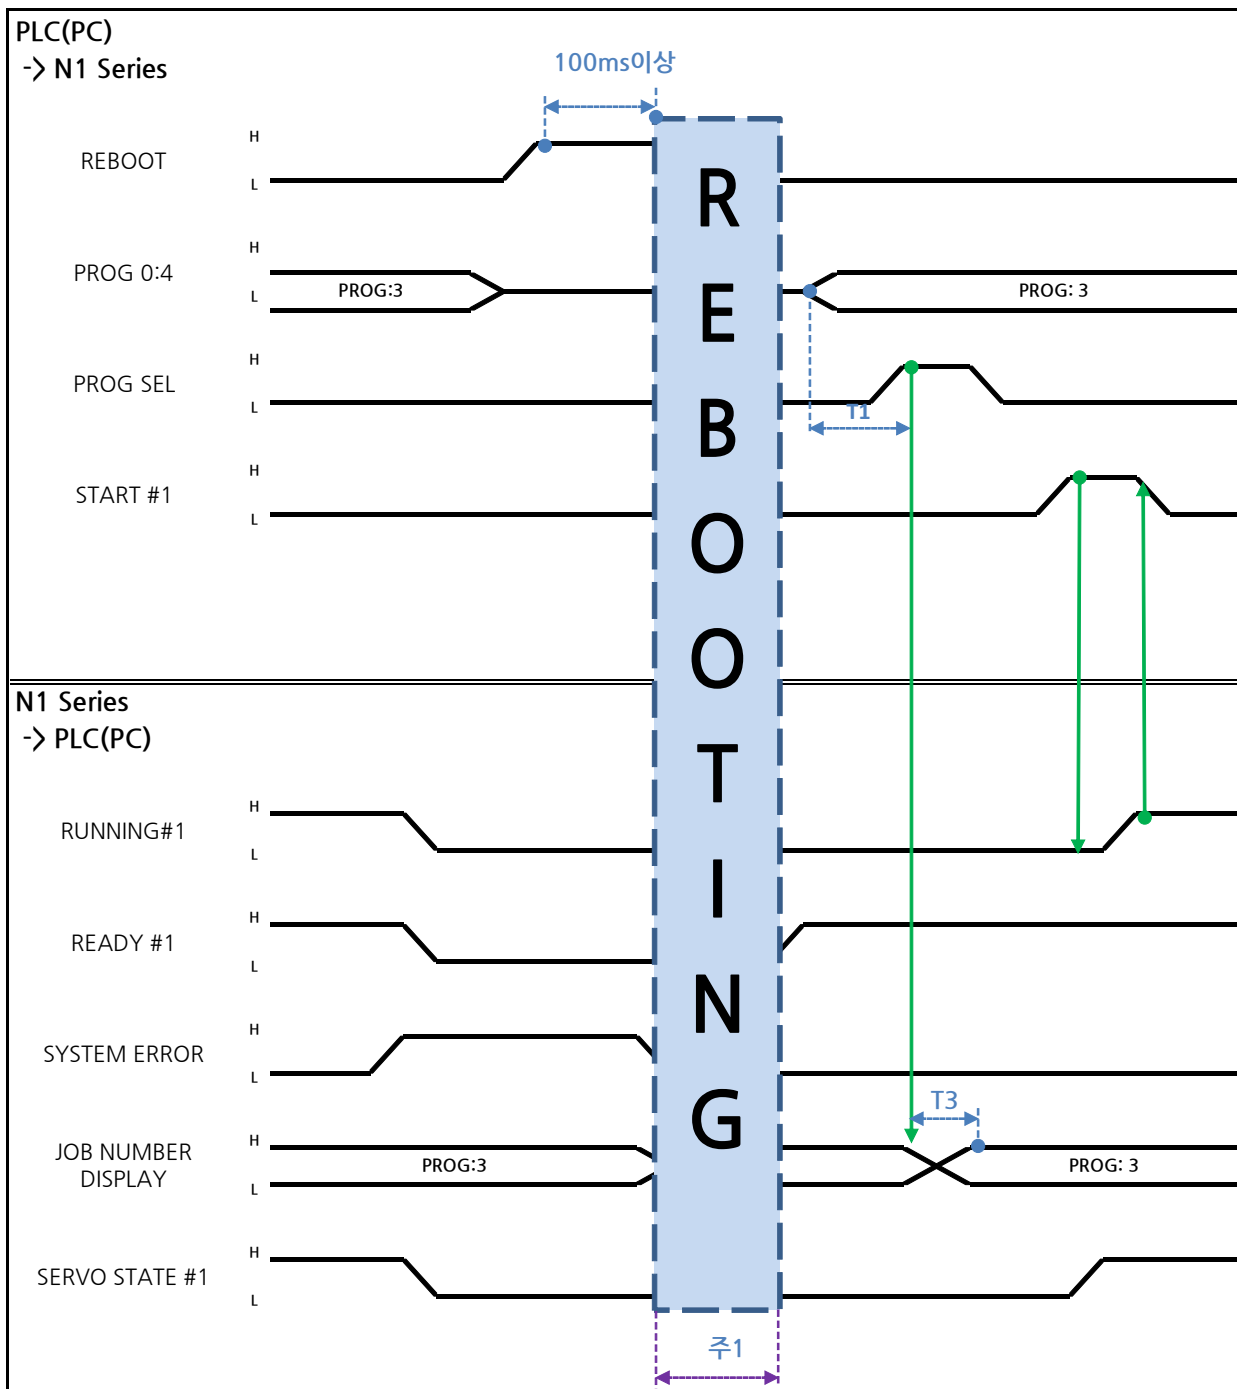 PLC(PC)
-> N1 Series
100ms이상
H
REBOOT
L
H
PROG 0:4
L
PROG:3
PROG: 3
H
PROG SEL
L
T1
H
START #1
L
REBOOTING
N1 Series
-> PLC(PC)
H
RUNNING#1
L
H
READY #1
L
H
SYSTEM ERROR
L
T3
H
JOB NUMBER
DISPLAY
L
PROG:3
PROG: 3
H
SERVO STATE #1
L
주1